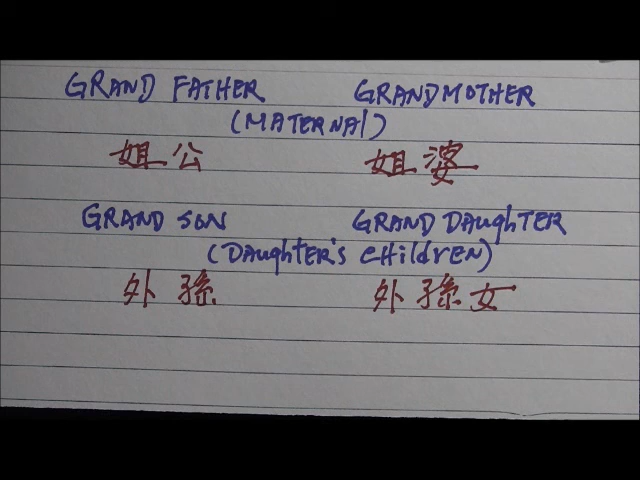 GRAND FATHER GRANDMOTHER
(MATERNAL)
姐公 姐婆
GRAND SON GRAND DAughTER
(DAughTER'S CHildREN)
外孫 外孫女